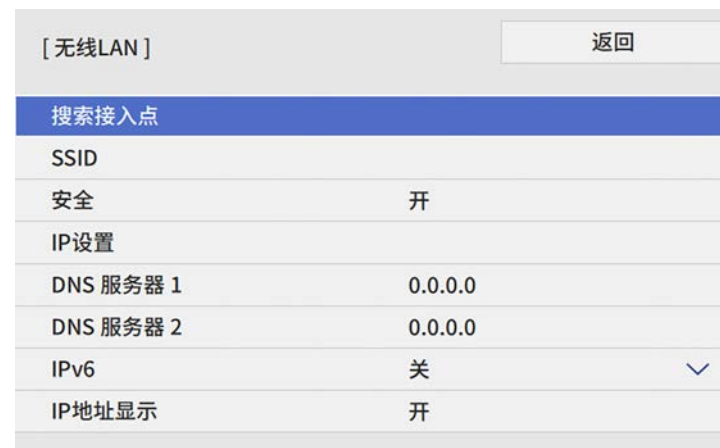 [ 无线LAN ]
返回
搜索接入点
SSID
安全 开
IP设置
DNS 服务器 1 0.0.0.0
DNS 服务器 2 0.0.0.0
IPv6 关
IP地址显示 开